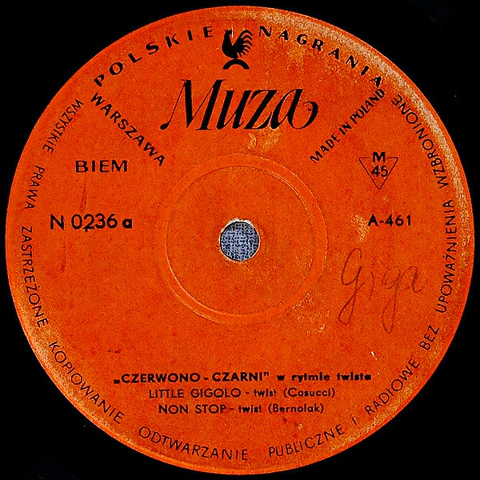 POLSKIE NAGRANIA
Muza
WARSZAWA
MADE IN POLAND
BIEM
M
45
N 0236 a
A-461
Giga
„CZERWONO - CZARNI" w rytmie twista
LITTLE GIGOLO - twist (Casucci)
NON STOP - twist (Bernolak)
WSZYSTKIE PRAWA ZASTRZEŻONE KOPIOWANIE ODTWARZANIE PUBLICZNE I RADIOWE BEZ UPOWAŻNIENIA WZBRONIONE